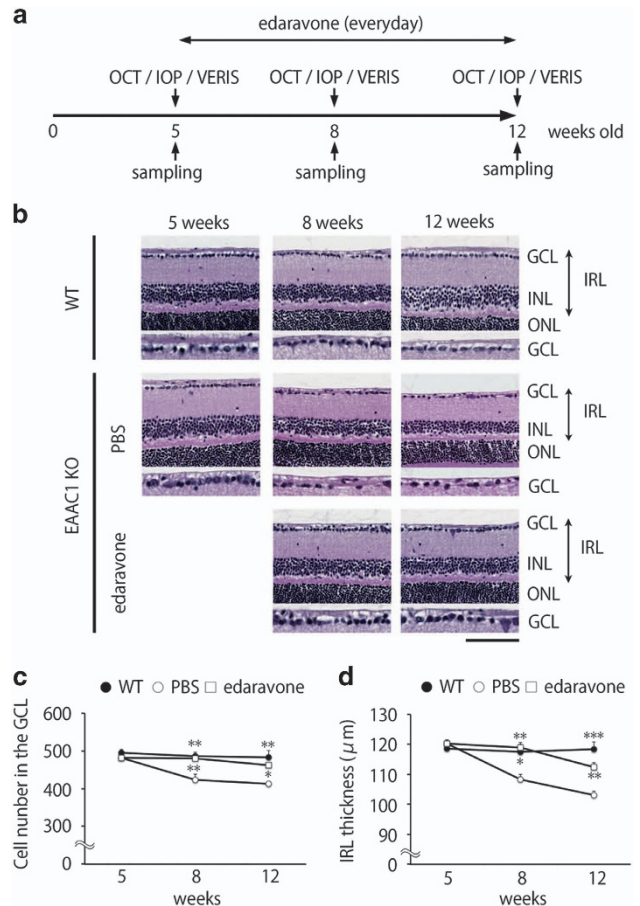 a
edaravone (everyday)
OCT / IOP / VERIS OCT / IOP / VERIS OCT / IOP / VERIS
0 5 8 12 weeks old
sampling sampling sampling
b
5 weeks 8 weeks 12 weeks
WT
GCL
IRL
INL
ONL
GCL
EAAC1 KO
PBS
GCL
IRL
INL
ONL
GCL
edaravone
GCL
IRL
INL
ONL
GCL
c
● WT ○ PBS □ edaravone
Cell nunber in the GCL
600
500
400
300
0
** **
** *
5 8 12
weeks
d
● WT ○ PBS □ edaravone
IRL thickness (μm)
130
120
110
100
90
0
** ***
* **
5 8 12
weeks